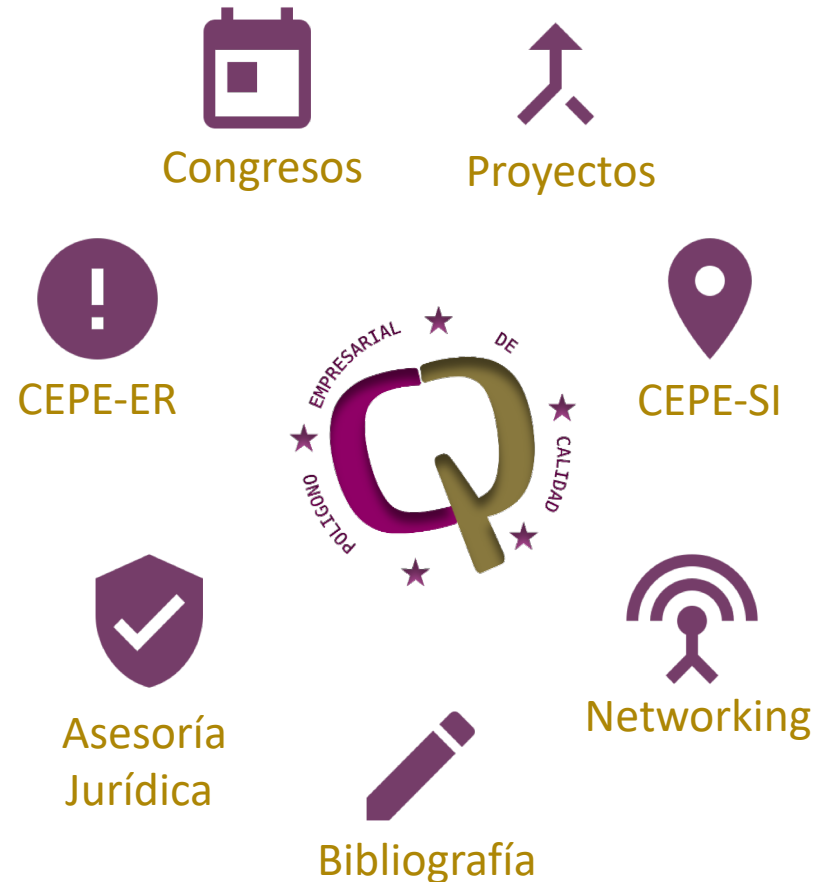 Congresos
Proyectos
CEPE-ER
CEPE-SI
POLIGONO EMPRESARIAL DE CALIDAD
Asesoría
Jurídica
Networking
Bibliografía